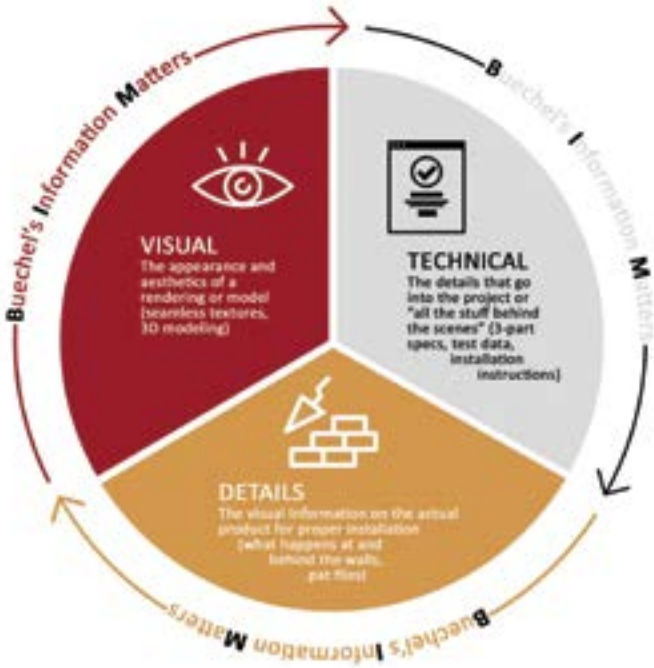 Buechel's Information Matters
VISUAL
The appearance and
aesthetics of a
rendering or model
(seamless textures,
3D modeling)
Buechel's Information Matters
TECHNICAL
The details that go
into the project or
"all the stuff behind
the scenes" (3-part
specs, test data,
installation
instructions)
DETAILS
The visual information on the actual
product for proper installation
(what happens at and
behind the walls,
pat files)
Buechel's Information Matters